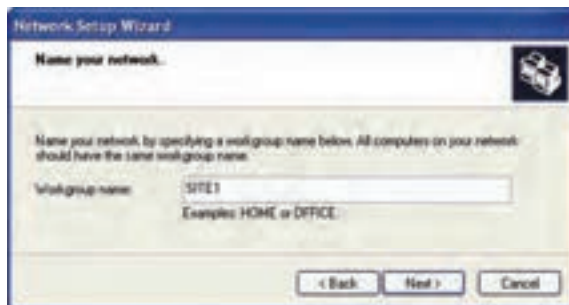 Network Setup Wizard
Name your network.
Name your network by specifying a workgroup name below. All computers on your network
should have the same workgroup name.
Workgroup name: SITE1
Examples: HOME or OFFICE
< Back Next > Cancel